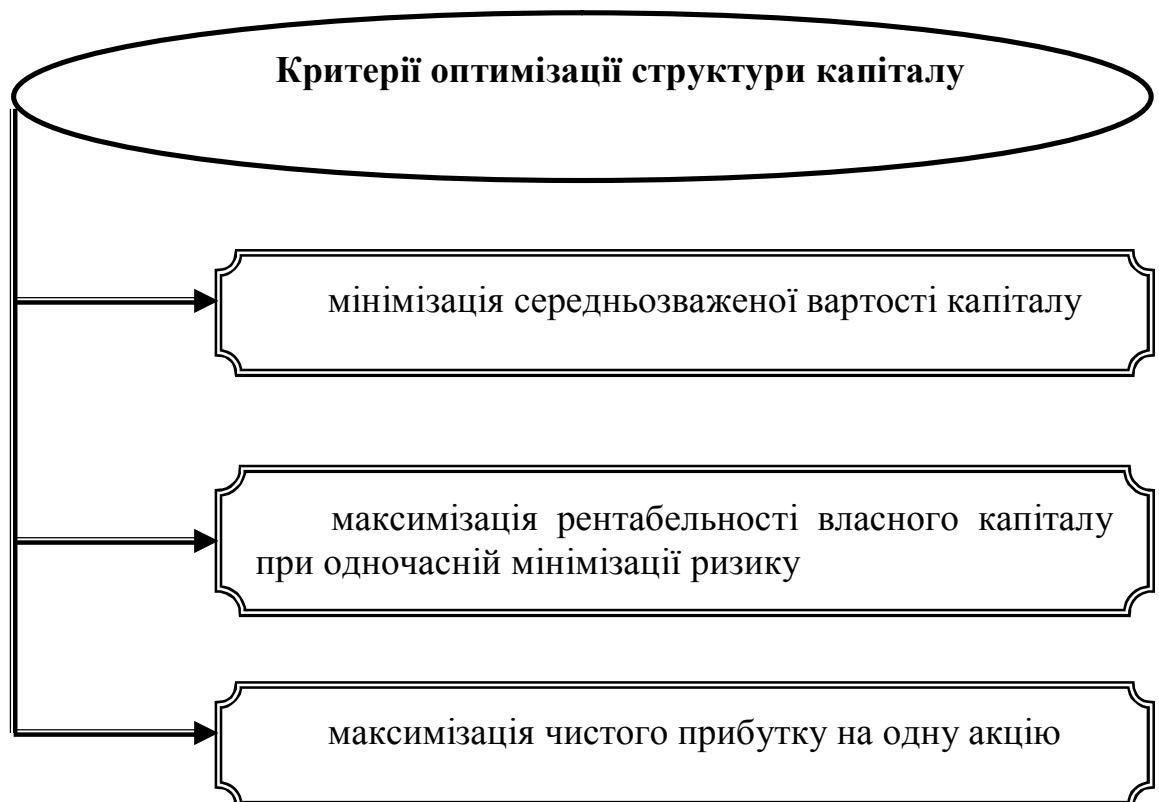 Критерії оптимізації структури капіталу
мінімізація середньозваженої вартості капіталу
максимізація рентабельності власного капіталу
при одночасній мінімізації ризику
максимізація чистого прибутку на одну акцію